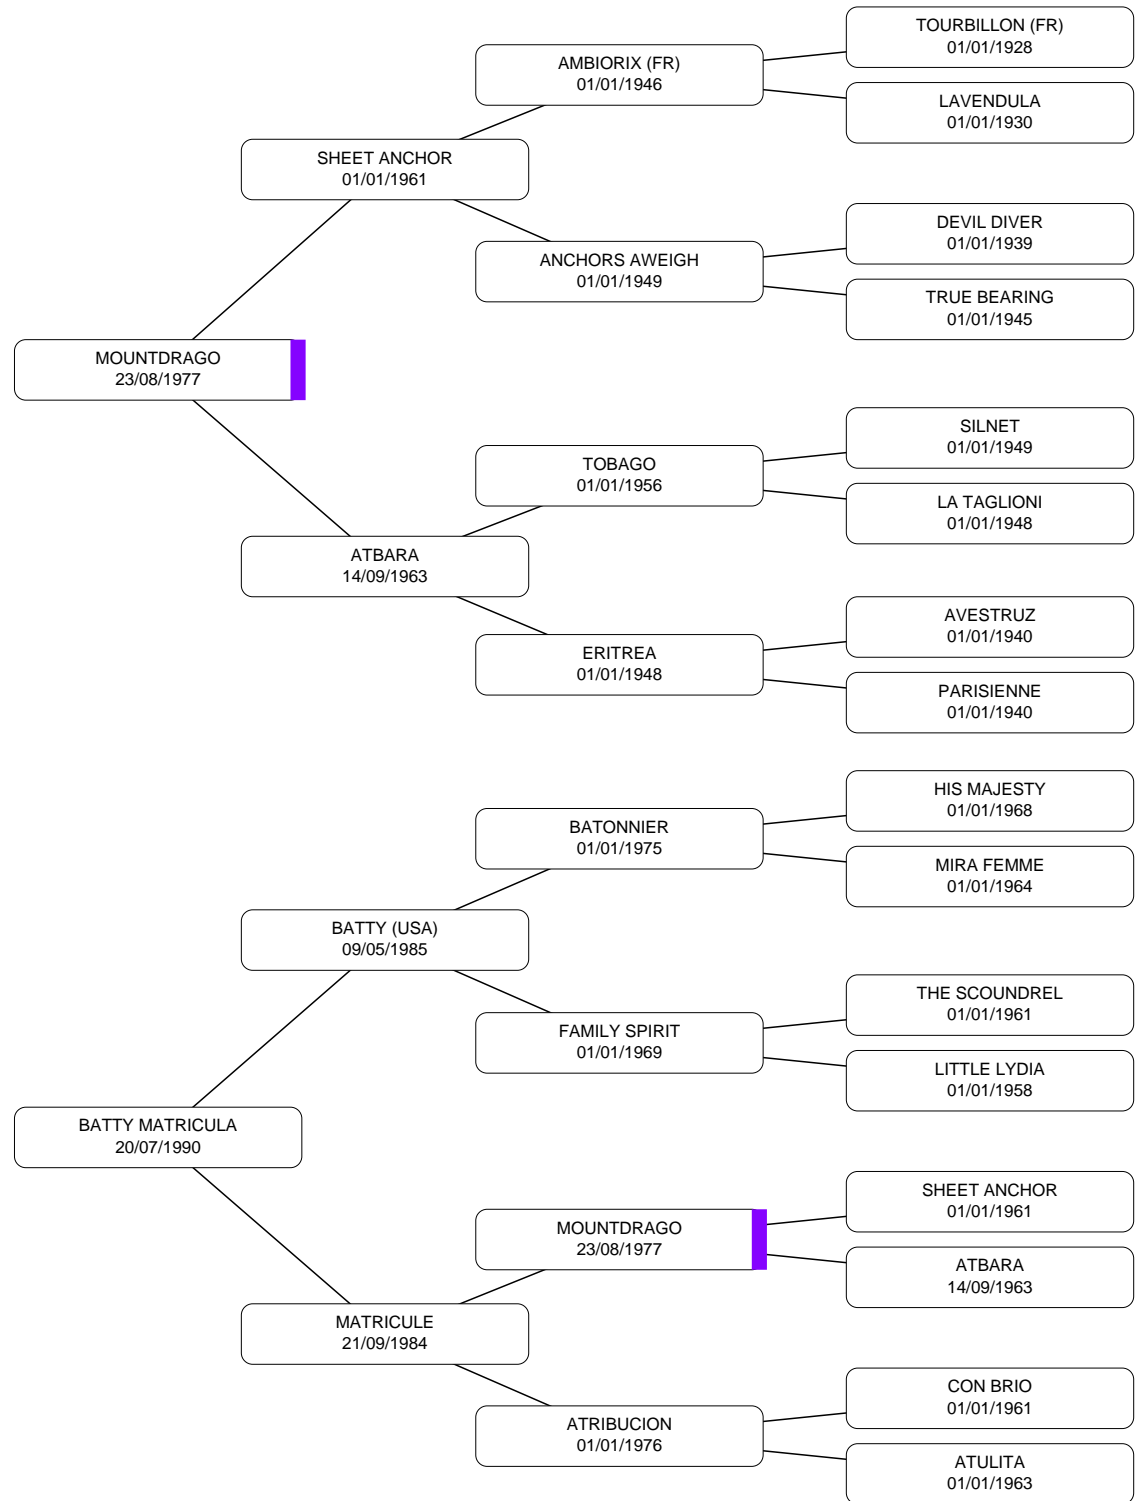 TOURBILLON (FR)
01/01/1928
AMBIORIX (FR)
01/01/1946
LAVENDULA
01/01/1930
SHEET ANCHOR
01/01/1961
DEVIL DIVER
01/01/1939
ANCHORS AWEIGH
01/01/1949
TRUE BEARING
01/01/1945
MOUNTDRAGO
23/08/1977
SILNET
01/01/1949
TOBAGO
01/01/1956
LA TAGLIONI
01/01/1948
ATBARA
14/09/1963
AVESTRUZ
01/01/1940
ERITREA
01/01/1948
PARISIENNE
01/01/1940
HIS MAJESTY
01/01/1968
BATONNIER
01/01/1975
MIRA FEMME
01/01/1964
BATTY (USA)
09/05/1985
THE SCOUNDREL
01/01/1961
FAMILY SPIRIT
01/01/1969
LITTLE LYDIA
01/01/1958
BATTY MATRICULA
20/07/1990
SHEET ANCHOR
01/01/1961
MOUNTDRAGO
23/08/1977
ATBARA
14/09/1963
MATRICULE
21/09/1984
CON BRIO
01/01/1961
ATRIBUCION
01/01/1976
ATULITA
01/01/1963